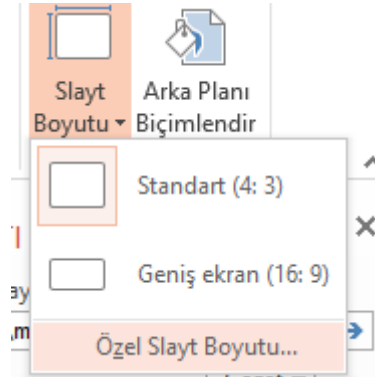 Slayt
Boyutu
Arka Planı
Biçimlendir
Standart (4: 3)
Geniş ekran (16: 9)
Özel Slayt Boyutu...